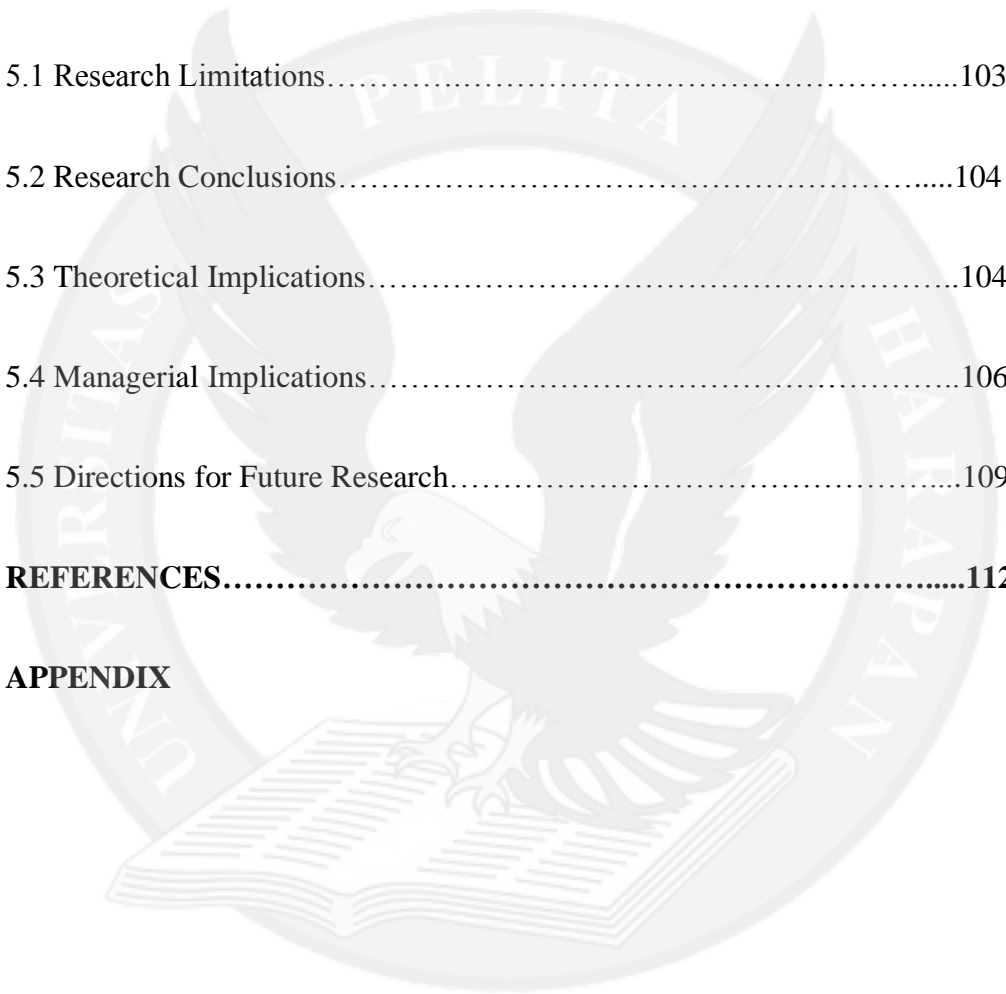 5.1 Research Limitations…………………………………………………......103
5.2 Research Conclusions……………………………………………….....104
5.3 Theoretical Implications………………………………………………..104
5.4 Managerial Implications………………………………………………..106
5.5 Directions for Future Research………………………………………...109
REFERENCES…………………………………………………………….....112
APPENDIX
UNIVERSITAS PELITA HARAPAN